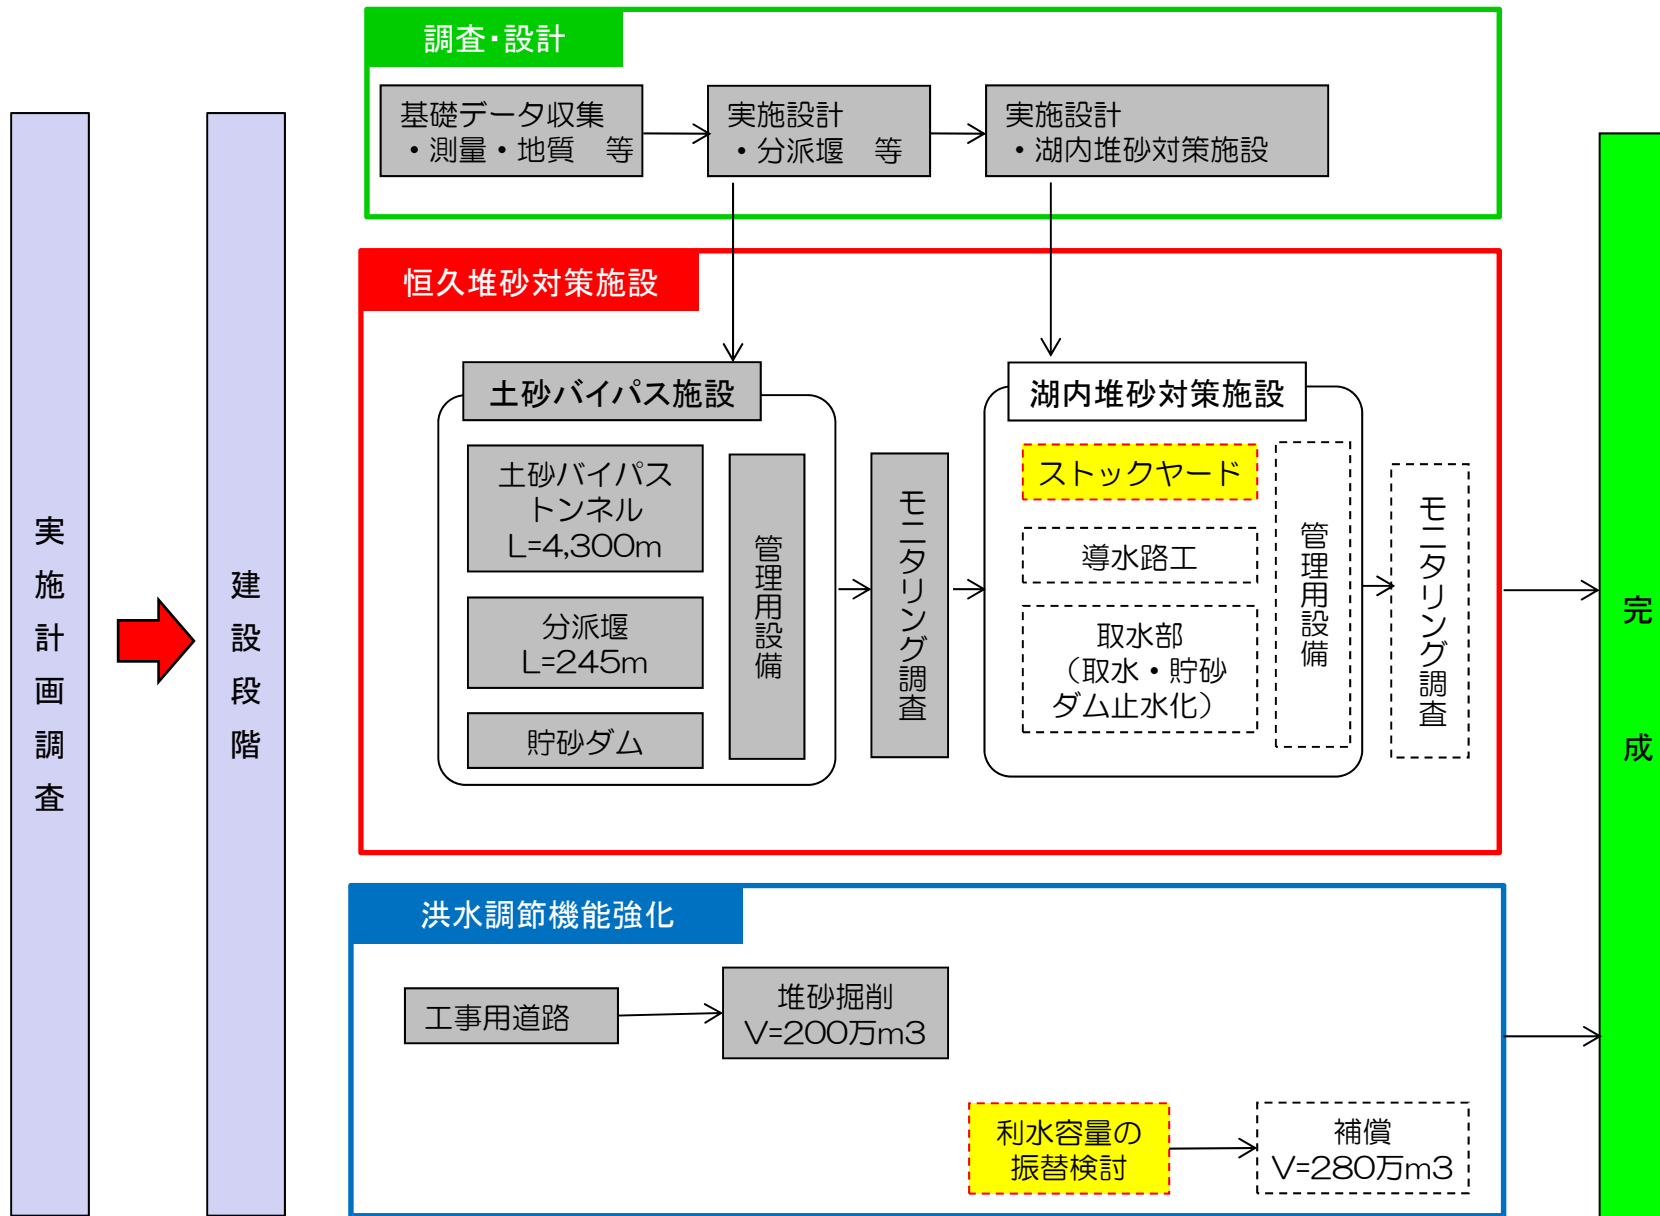 実施計画調査
建設段階
調査・設計
基礎データ収集
・測量・地質　等
実施設計
・分派堰　等
実施設計
・湖内堆砂対策施設
恒久堆砂対策施設
土砂バイパス施設
土砂バイパス
トンネル
L=4,300m
分派堰
L=245m
貯砂ダム
管理用設備
モニタリング調査
湖内堆砂対策施設
ストックヤード
導水路工
取水部
（取水・貯砂
ダム止水化）
管理用設備
モニタリング調査
洪水調節機能強化
工事用道路
堆砂掘削
V=200万m3
利水容量の
振替検討
補償
V=280万m3
完成